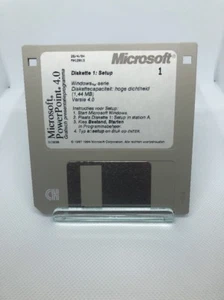 Microsoft
Diskette 1: Setup
1
Windows™-serie
Diskettecapaciteit: hoge dichtheid
(1,44 MB)
Versie 4.0
Instructies voor Setup:
1. Start Microsoft Windows.
2. Plaats Diskette 1: Setup in station A.
3. Kies Bestand, Starten
in Programmabeheer.
4. Typ a:setup en druk op
Microsoft
PowerPoint 4.0